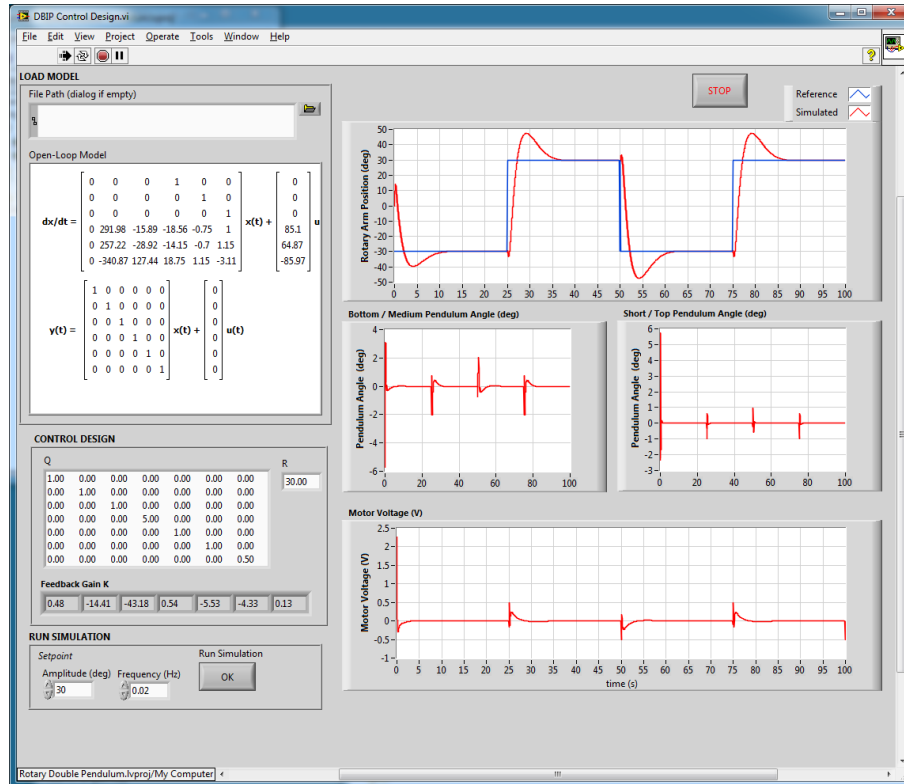 DBIP Control Design.vi
File Edit View Project Operate Tools Window Help
LOAD MODEL
File Path (dialog if empty)
Open-Loop Model
dx/dt =
0 0 0 1 0 0
0 0 0 0 1 0
0 0 0 0 0 1
0 291.98 -15.89 -18.56 -0.75 1
0 257.22 -28.92 -14.15 -0.7 1.15
0 -340.87 127.44 18.75 1.15 -3.11
x(t) +
0
0
0
85.1
64.87
-85.97
u
y(t) =
1 0 0 0 0 0
0 1 0 0 0 0
0 0 1 0 0 0
0 0 0 1 0 0
0 0 0 0 1 0
0 0 0 0 0 1
x(t) +
0
0
0
0
0
0
u(t)
CONTROL DESIGN
Q
1.00 0.00 0.00 0.00 0.00 0.00 0.00
0.00 1.00 0.00 0.00 0.00 0.00 0.00
0.00 0.00 1.00 0.00 0.00 0.00 0.00
0.00 0.00 0.00 5.00 0.00 0.00 0.00
0.00 0.00 0.00 0.00 1.00 0.00 0.00
0.00 0.00 0.00 0.00 0.00 1.00 0.00
0.00 0.00 0.00 0.00 0.00 0.00 0.50
R
30.00
Feedback Gain K
0.48 -14.41 -43.18 0.54 -5.53 -4.33 0.13
RUN SIMULATION
Setpoint
Amplitude (deg) Frequency (Hz)
30 0.02
Run Simulation
OK
STOP
Reference
Simulated
Rotary Arm Position (deg)
50
40
30
20
10
0
-10
-20
-30
-40
-50
0 5 10 15 20 25 30 35 40 45 50 55 60 65 70 75 80 85 90 95 100
Bottom / Medium Pendulum Angle (deg)
Pendulum Angle (deg)
4
2
0
-2
-4
-6
0 20 40 60 80 100
Short / Top Pendulum Angle (deg)
Pendulum Angle (deg)
6
5
4
3
2
1
0
-1
-2
-3
0 20 40 60 80 100
Motor Voltage (V)
Motor Voltage (V)
2.5
2
1.5
1
0.5
0
-0.5
-1
0 5 10 15 20 25 30 35 40 45 50 55 60 65 70 75 80 85 90 95 100
time (s)
Rotary Double Pendulum.lvproj/My Computer